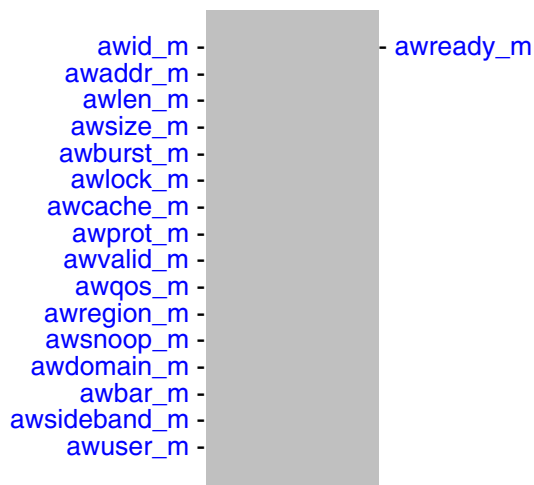 awid_m -
- awready_m
awaddr_m -
awlen_m -
awsize_m -
awburst_m -
awlock_m -
awcache_m -
awprot_m -
awvalid_m -
awqos_m -
awregion_m -
awsnoop_m -
awdomain_m -
awbar_m -
awsideband_m -
awuser_m -